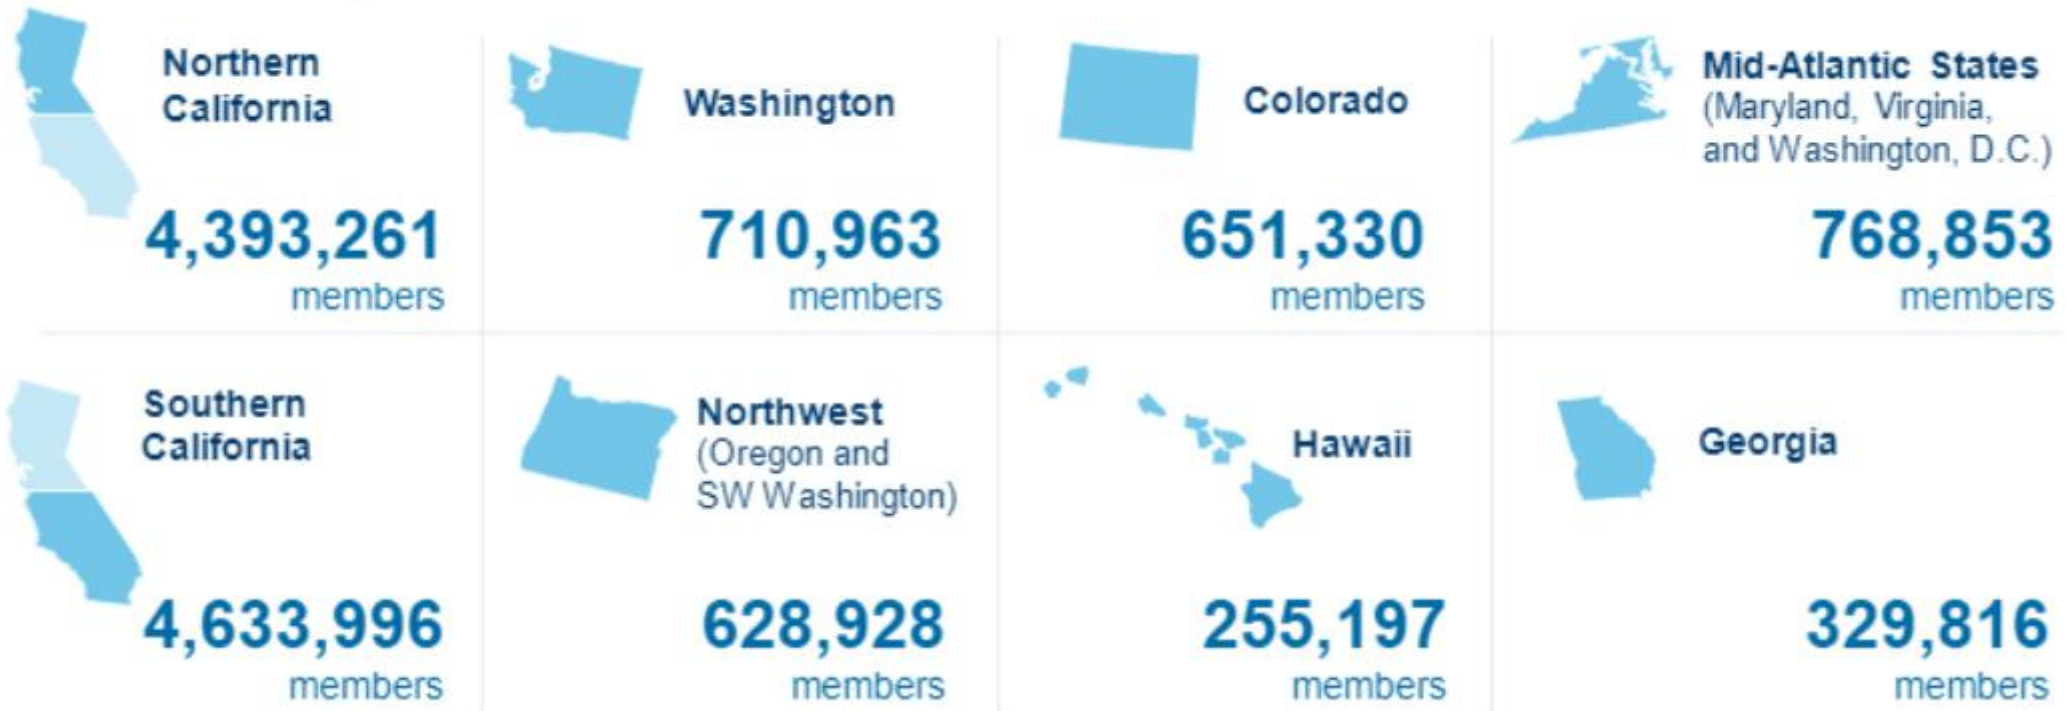 Northern
California
4,393,261
members
Washington
710,963
members
Colorado
651,330
members
Mid-Atlantic States
(Maryland, Virginia,
and Washington, D.C.)
768,853
members
Southern
California
4,633,996
members
Northwest
(Oregon and
SW Washington)
628,928
members
Hawaii
255,197
members
Georgia
329,816
members